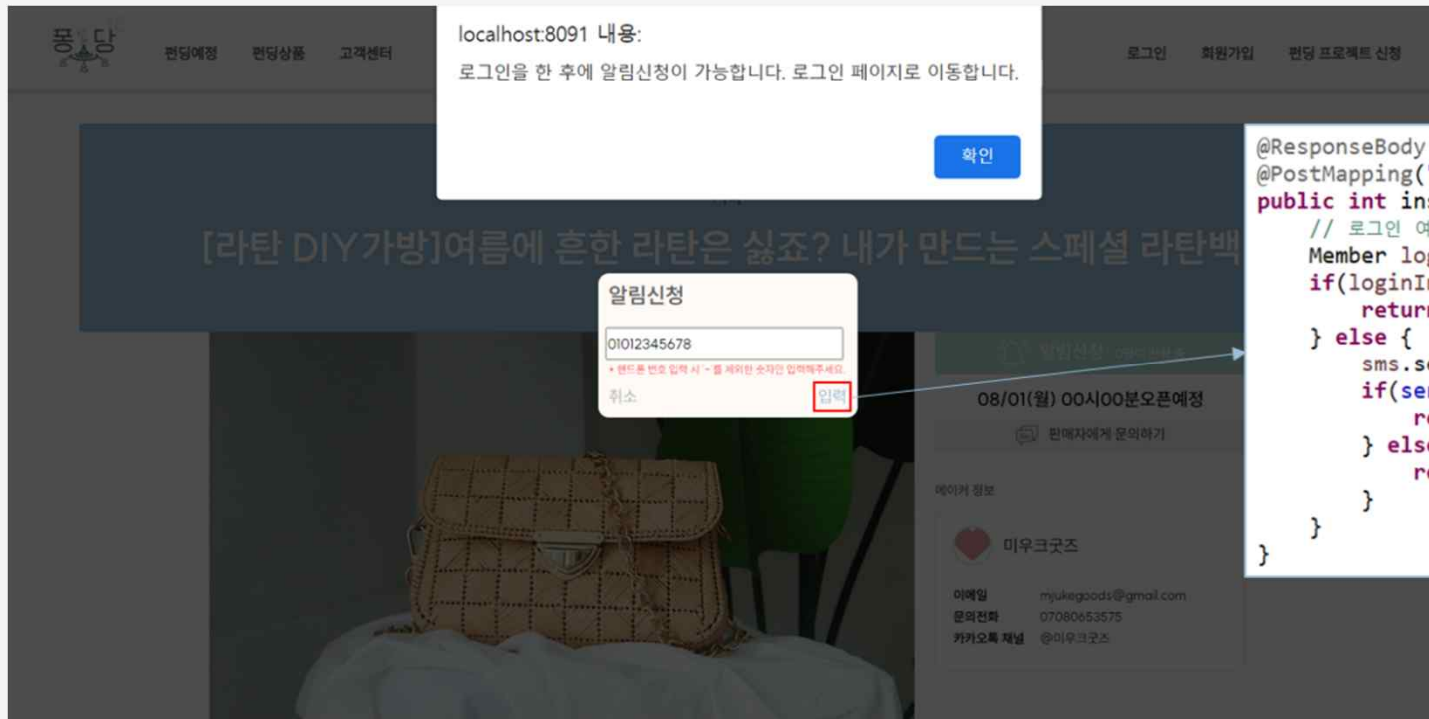 localhost:8091 내용:
로그인을 한 후에 알림신청이 가능합니다. 로그인 페이지로 이동합니다.
확인
퐁당
펀딩예정 펀딩상품 고객센터
로그인 회원가입 펀딩 프로젝트 신청
[라탄 DIY가방]여름에 흔한 라탄은 싫죠? 내가 만드는 스페셜 라탄백
알림신청
01012345678
* 핸드폰 번호 입력 시 '-'를 제외한 숫자만 입력해주세요.
취소 입력
알림신청
08/01(월) 00시00분오픈예정
판매자에게 문의하기
메이커 정보
미우크굿즈
이메일 mjukegoods@gmail.com
문의전화 07080653575
카카오톡 채널 @미우크굿즈
@ResponseBody
@PostMapping("
public int ins
// 로그인 여
Member log
if(loginIn
return
} else {
sms.se
if(ser
re
} else
re
}
}
}